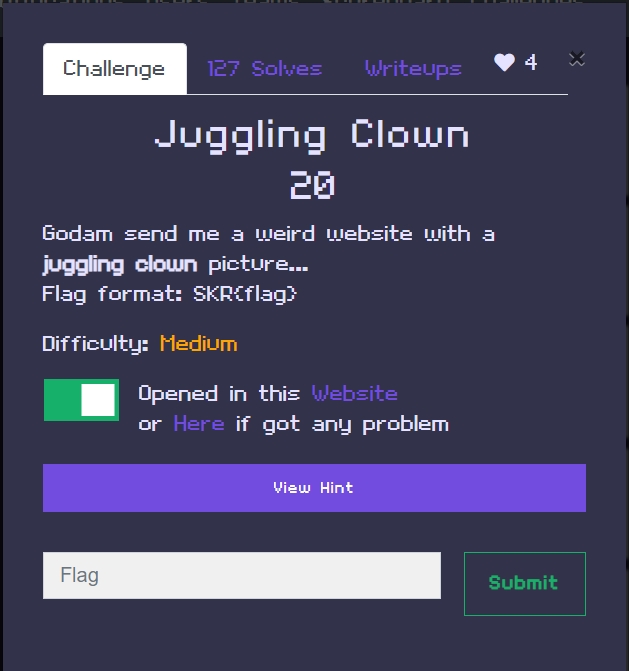 Challenge 127 Solves Writeups ♥ 4 ×
Juggling Clown
20
Godam send me a weird website with a
juggling clown picture...
Flag format: SKR{flag}
Difficulty: Medium
Opened in this Website
or Here if got any problem
View Hint
Flag Submit